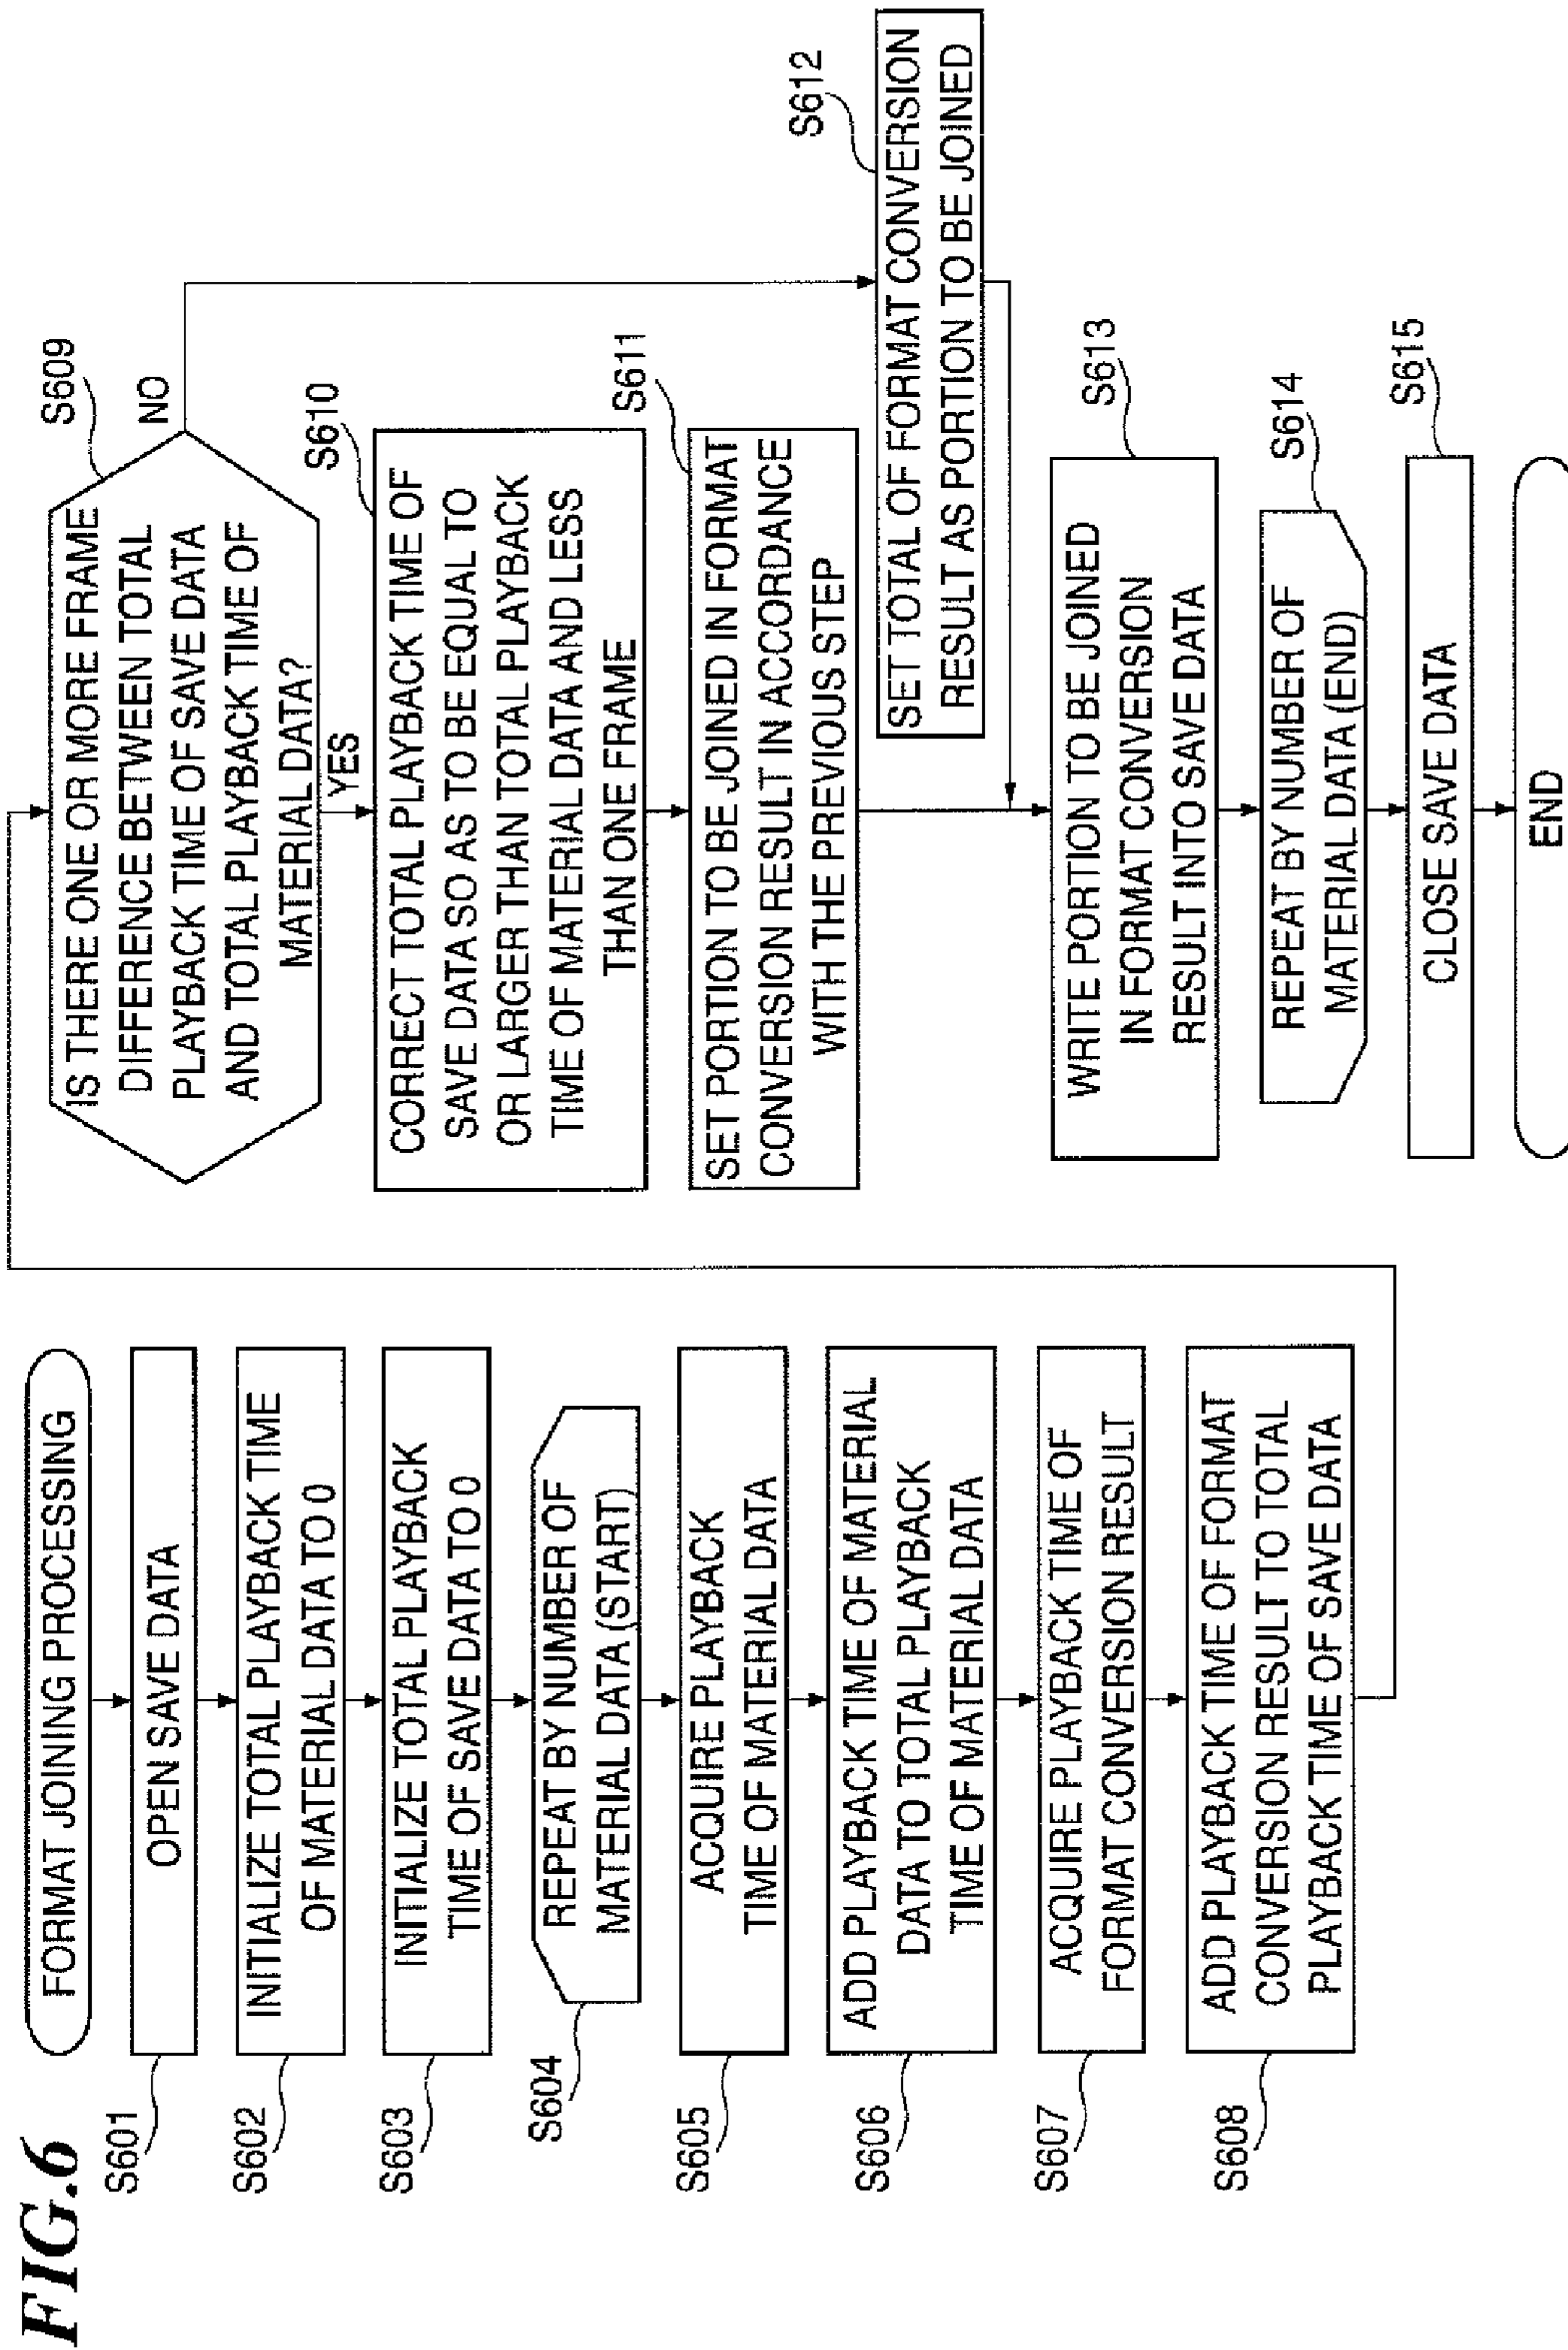 FIG.6
FORMAT JOINING PROCESSING
S601
OPEN SAVE DATA
S602
INITIALIZE TOTAL PLAYBACK TIME
OF MATERIAL DATA TO 0
S603
INITIALIZE TOTAL PLAYBACK
TIME OF SAVE DATA TO 0
S604
REPEAT BY NUMBER OF
MATERIAL DATA (START)
S605
ACQUIRE PLAYBACK
TIME OF MATERIAL DATA
S606
ADD PLAYBACK TIME OF MATERIAL
DATA TO TOTAL PLAYBACK
TIME OF MATERIAL DATA
S607
ACQUIRE PLAYBACK TIME OF
FORMAT CONVERSION RESULT
S608
ADD PLAYBACK TIME OF FORMAT
CONVERSION RESULT TO TOTAL
PLAYBACK TIME OF SAVE DATA
S609
IS THERE ONE OR MORE FRAME
DIFFERENCE BETWEEN TOTAL
PLAYBACK TIME OF SAVE DATA
AND TOTAL PLAYBACK TIME OF
MATERIAL DATA?
NO
YES
S610
CORRECT TOTAL PLAYBACK TIME OF
SAVE DATA SO AS TO BE EQUAL TO
OR LARGER THAN TOTAL PLAYBACK
TIME OF MATERIAL DATA AND LESS
THAN ONE FRAME
S611
SET PORTION TO BE JOINED IN FORMAT
CONVERSION RESULT IN ACCORDANCE
WITH THE PREVIOUS STEP
S612
SET TOTAL OF FORMAT CONVERSION
RESULT AS PORTION TO BE JOINED
S613
WRITE PORTION TO BE JOINED
IN FORMAT CONVERSION
RESULT INTO SAVE DATA
S614
REPEAT BY NUMBER OF
MATERIAL DATA (END)
S615
CLOSE SAVE DATA
END